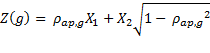 Z(g) = ρ_{ap,g}X_1 + X_2√(1 − ρ_{ap,g}^2)